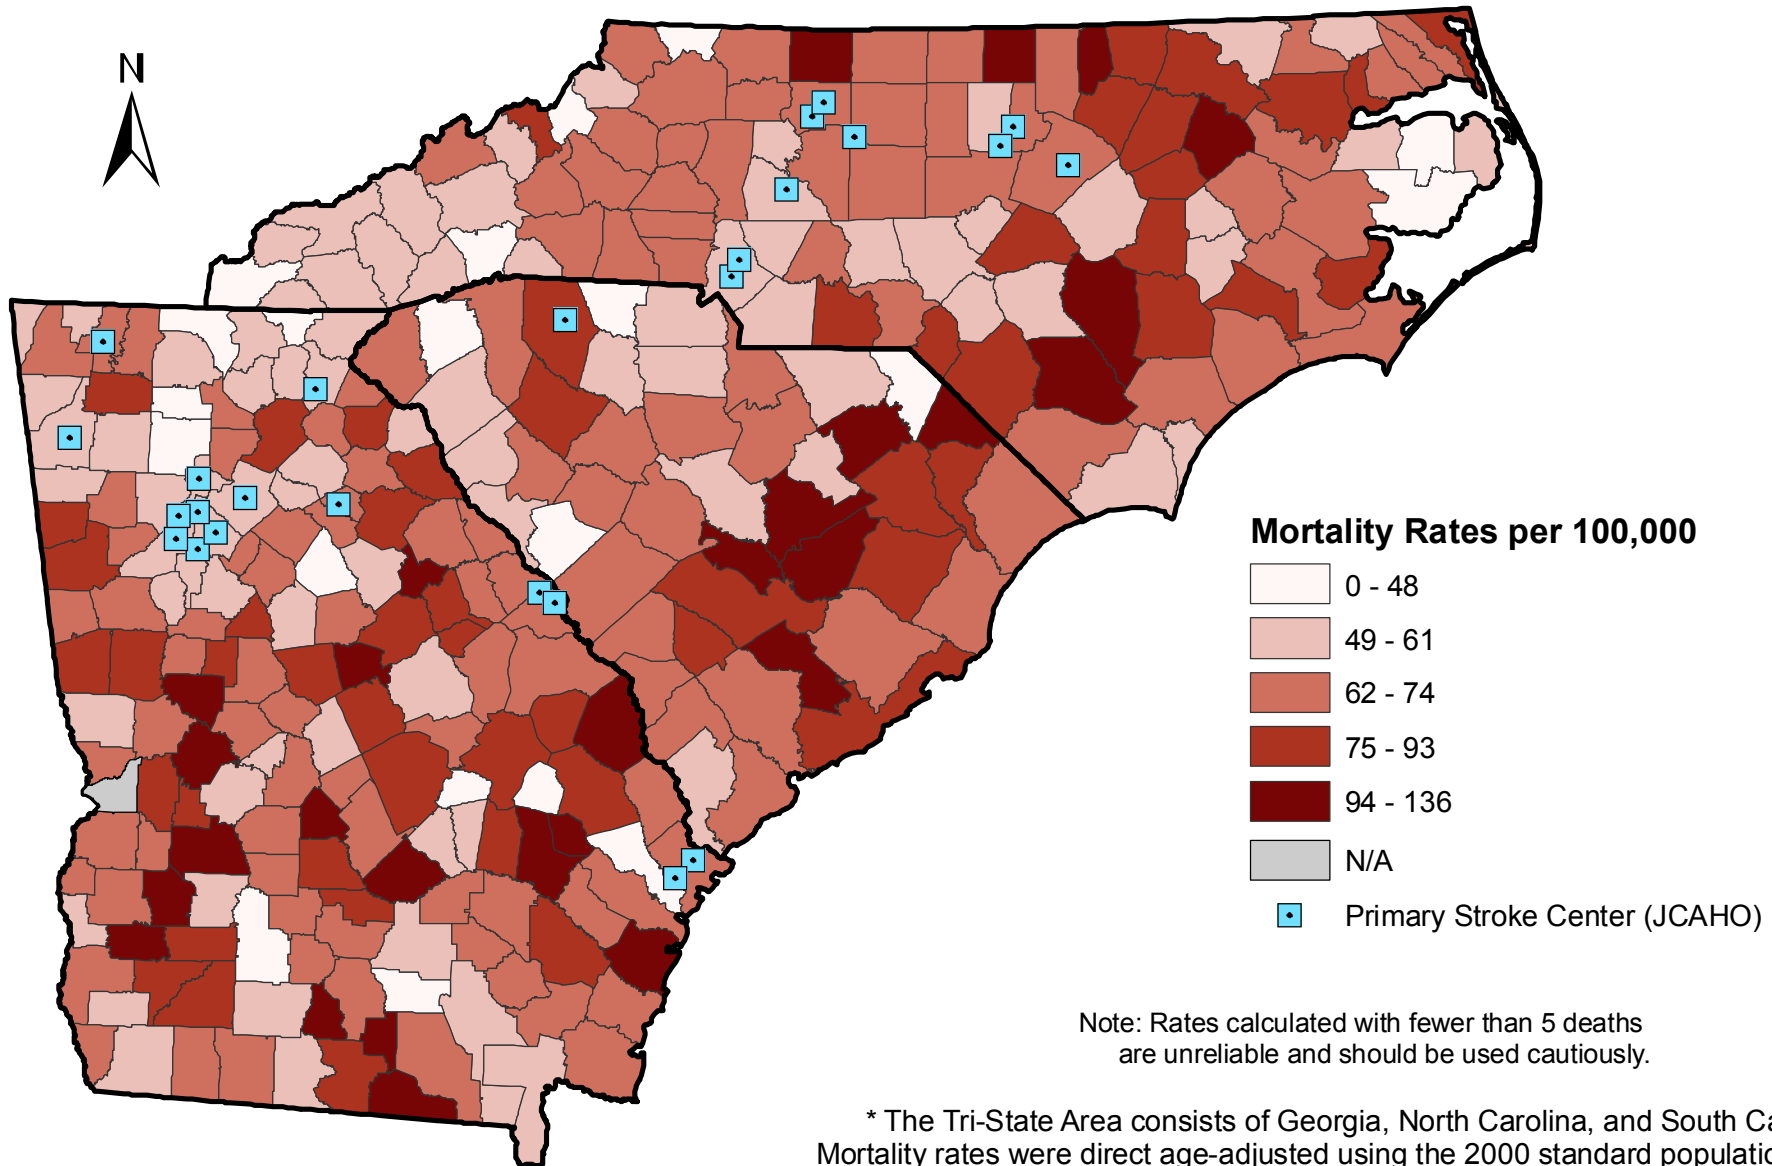 N
Mortality Rates per 100,000
0 - 48
49 - 61
62 - 74
75 - 93
94 - 136
N/A
Primary Stroke Center (JCAHO)
Note: Rates calculated with fewer than 5 deaths
are unreliable and should be used cautiously.
* The Tri-State Area consists of Georgia, North Carolina, and South Ca
Mortality rates were direct age-adjusted using the 2000 standard populatio